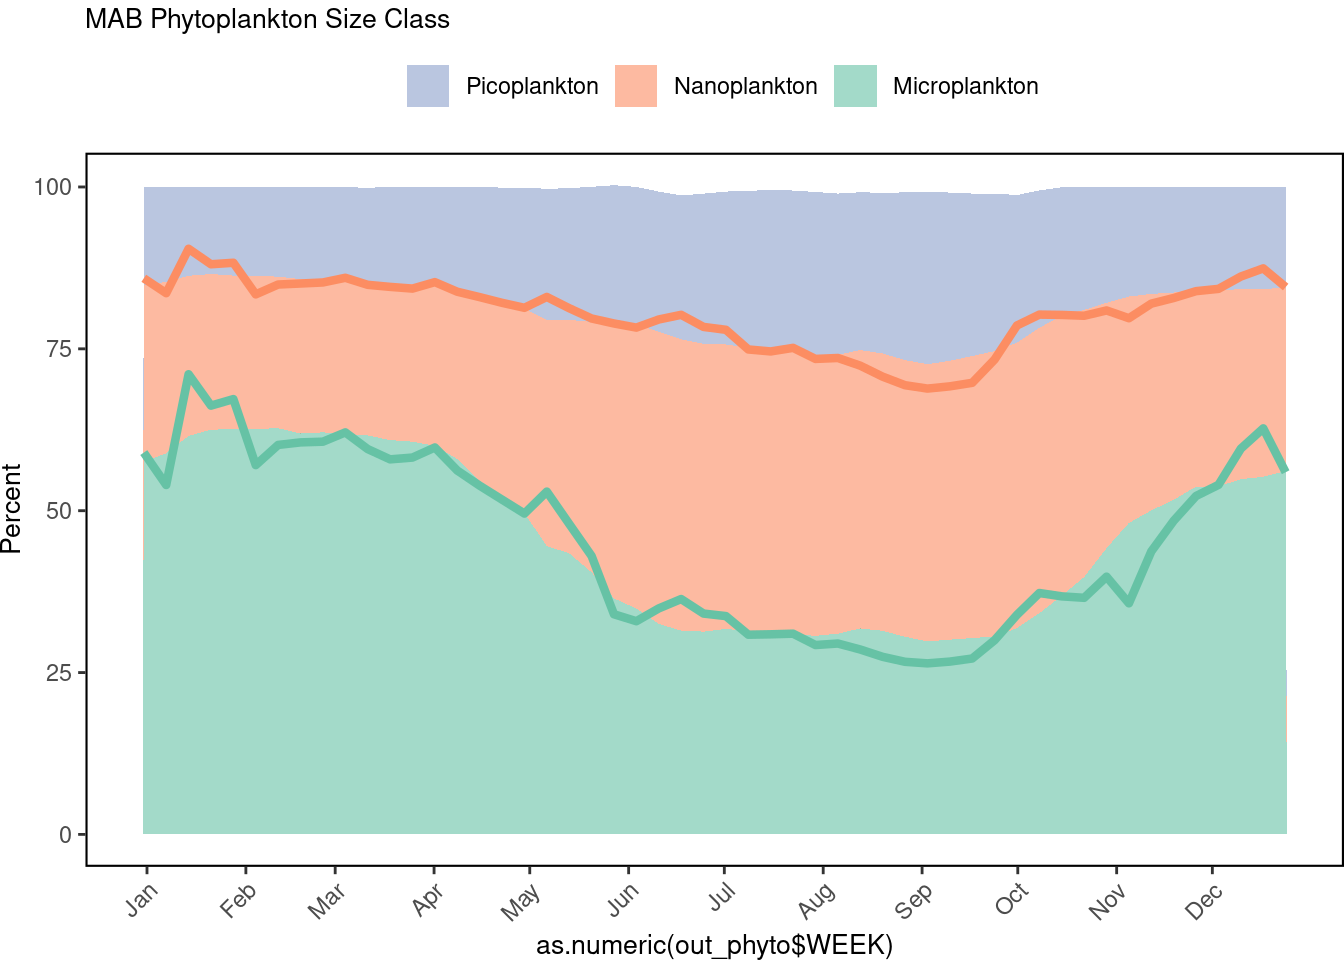 MAB Phytoplankton Size Class
Picoplankton Nanoplankton Microplankton
Percent
100
75
50
25
0
Jan Feb Mar Apr May Jun Jul Aug Sep Oct Nov Dec
as.numeric(out_phyto$WEEK)